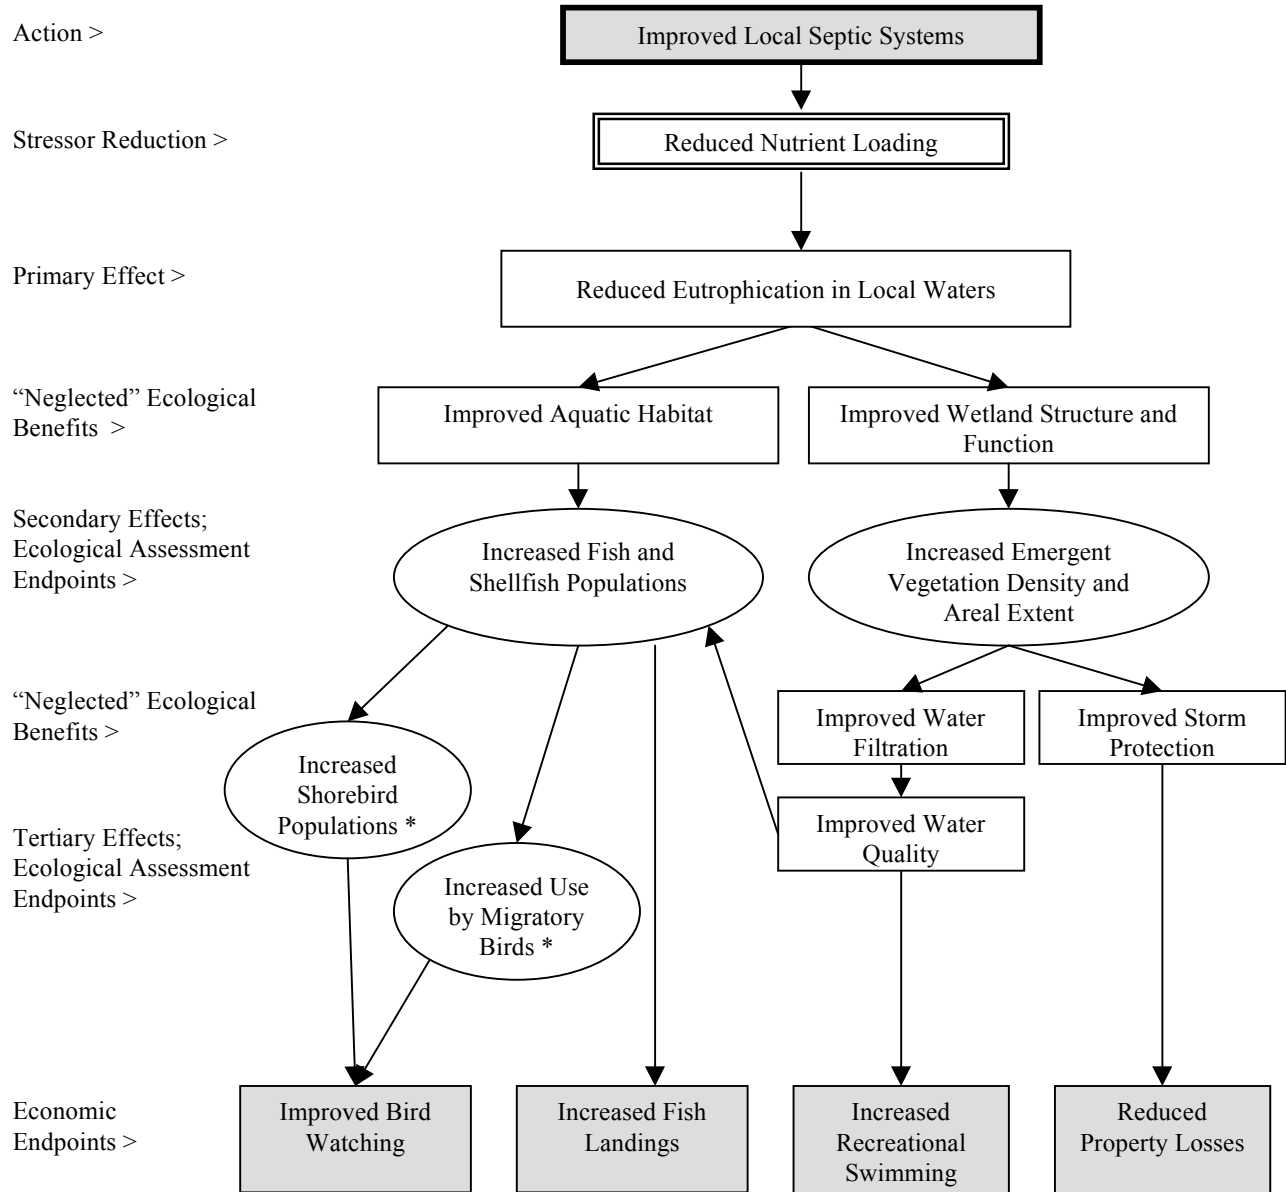 Action >
Improved Local Septic Systems
Stressor Reduction >
Reduced Nutrient Loading
Primary Effect >
Reduced Eutrophication in Local Waters
“Neglected” Ecological
Benefits >
Improved Aquatic Habitat
Improved Wetland Structure and
Function
Secondary Effects;
Ecological Assessment
Endpoints >
Increased Fish and
Shellfish Populations
Increased Emergent
Vegetation Density and
Areal Extent
“Neglected” Ecological
Benefits >
Improved Water
Filtration
Improved Storm
Protection
Increased
Shorebird
Populations *
Tertiary Effects;
Ecological Assessment
Endpoints >
Improved Water
Quality
Increased Use
by Migratory
Birds *
Economic
Endpoints >
Improved Bird
Watching
Increased Fish
Landings
Increased
Recreational
Swimming
Reduced
Property Losses